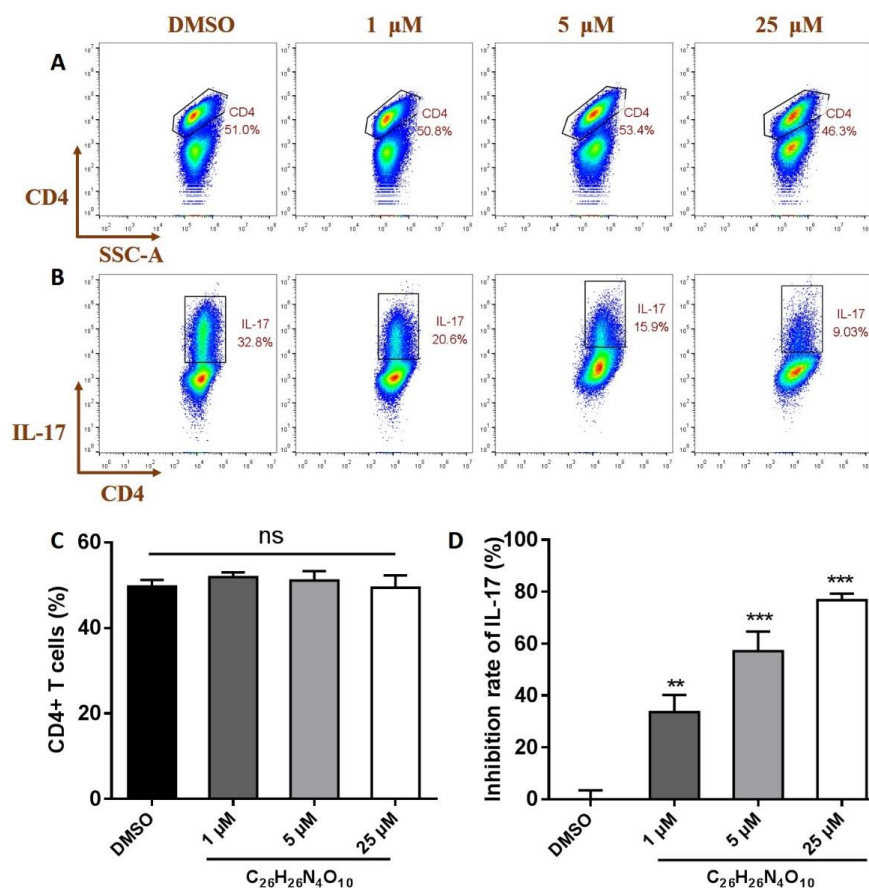 DMSO 1 μM 5 μM 25 μM
A
CD4
51.0%
CD4
50.8%
CD4
53.4%
CD4
46.3%
CD4
SSC-A
B
IL-17
32.8%
IL-17
20.6%
IL-17
15.9%
IL-17
9.03%
IL-17
CD4
C
ns
CD4+ T cells (%)
60
40
20
0
DMSO
1 μM
5 μM
25 μM
C₂₆H₂₆N₄O₁₀
D
Inhibition rate of IL-17 (%)
100
80
60
40
20
0
**
***
***
DMSO
1 μM
5 μM
25 μM
C₂₆H₂₆N₄O₁₀